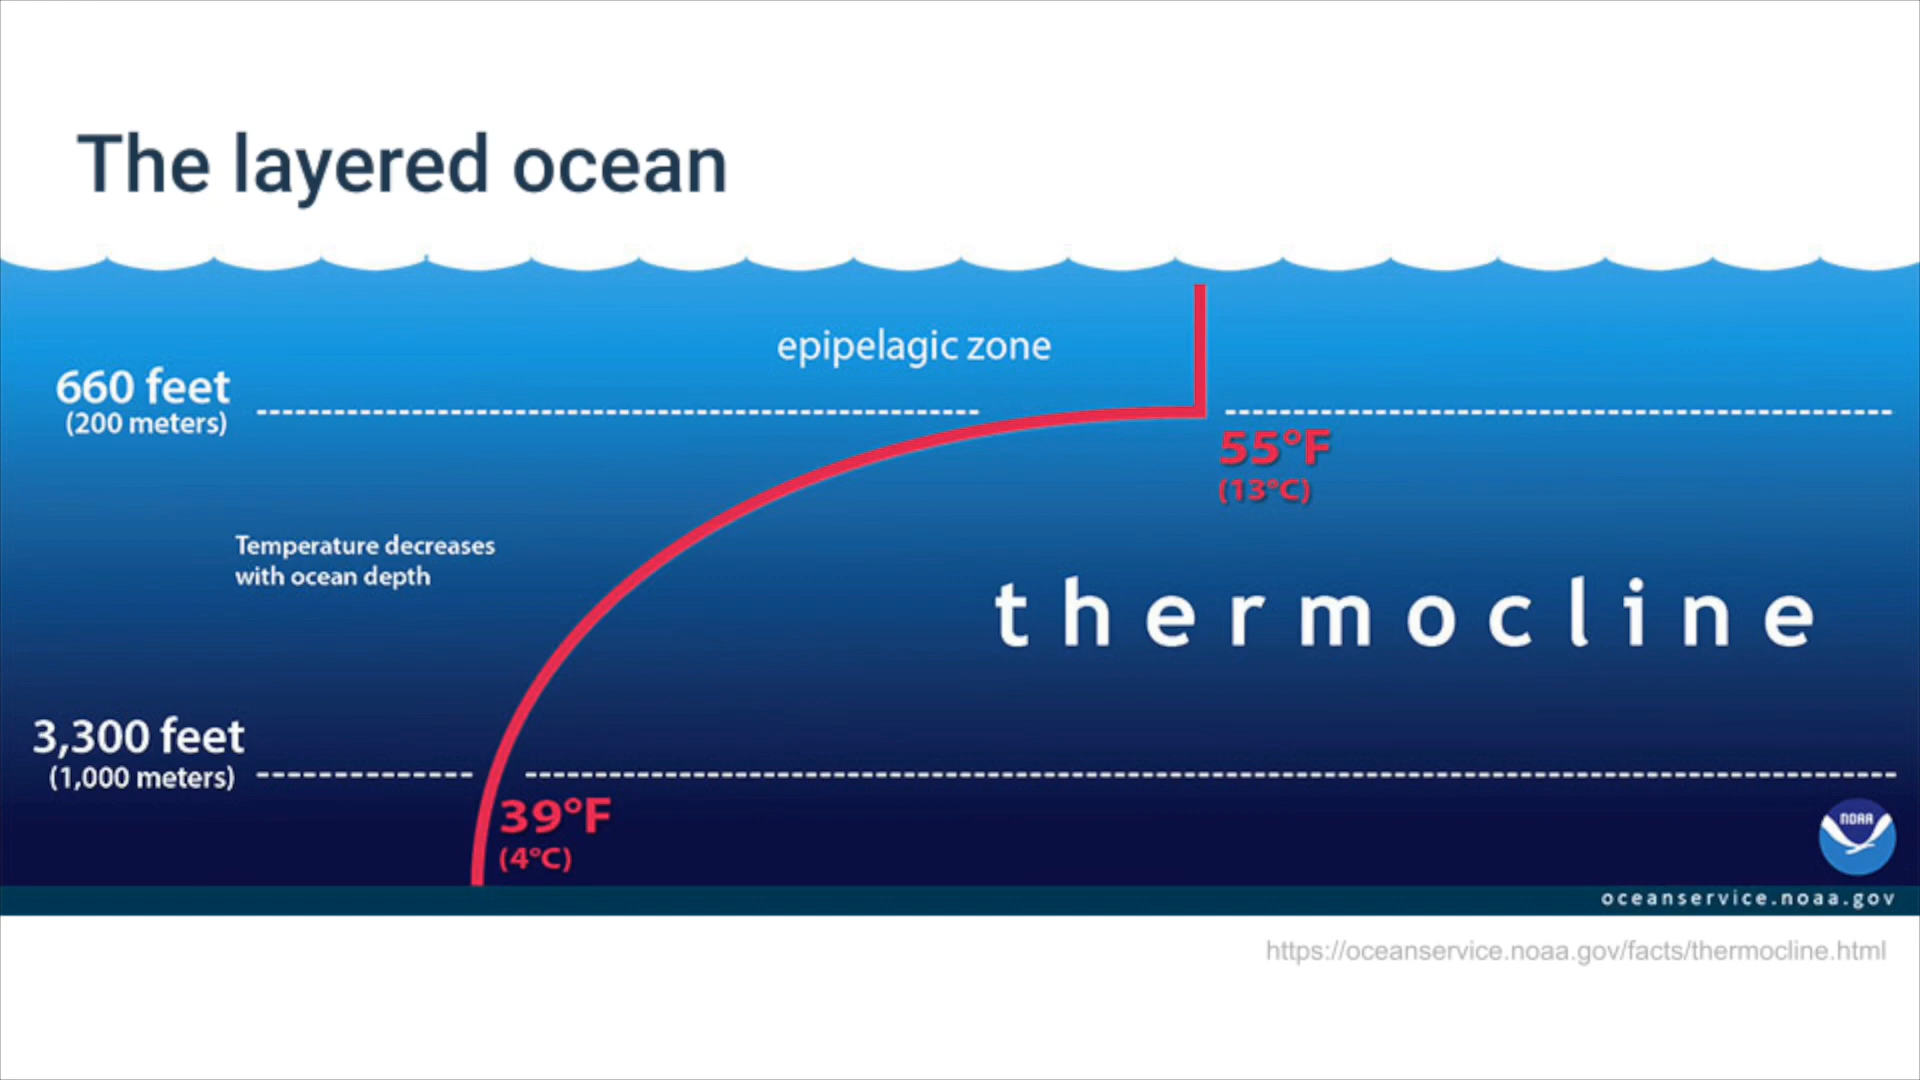 The layered ocean
epipelagic zone
660 feet
(200 meters)
55°F
(13°C)
Temperature decreases
with ocean depth
thermocline
3,300 feet
(1,000 meters)
39°F
(4°C)
NOAA
oceanservice.noaa.gov
https://oceanservice.noaa.gov/facts/thermocline.html